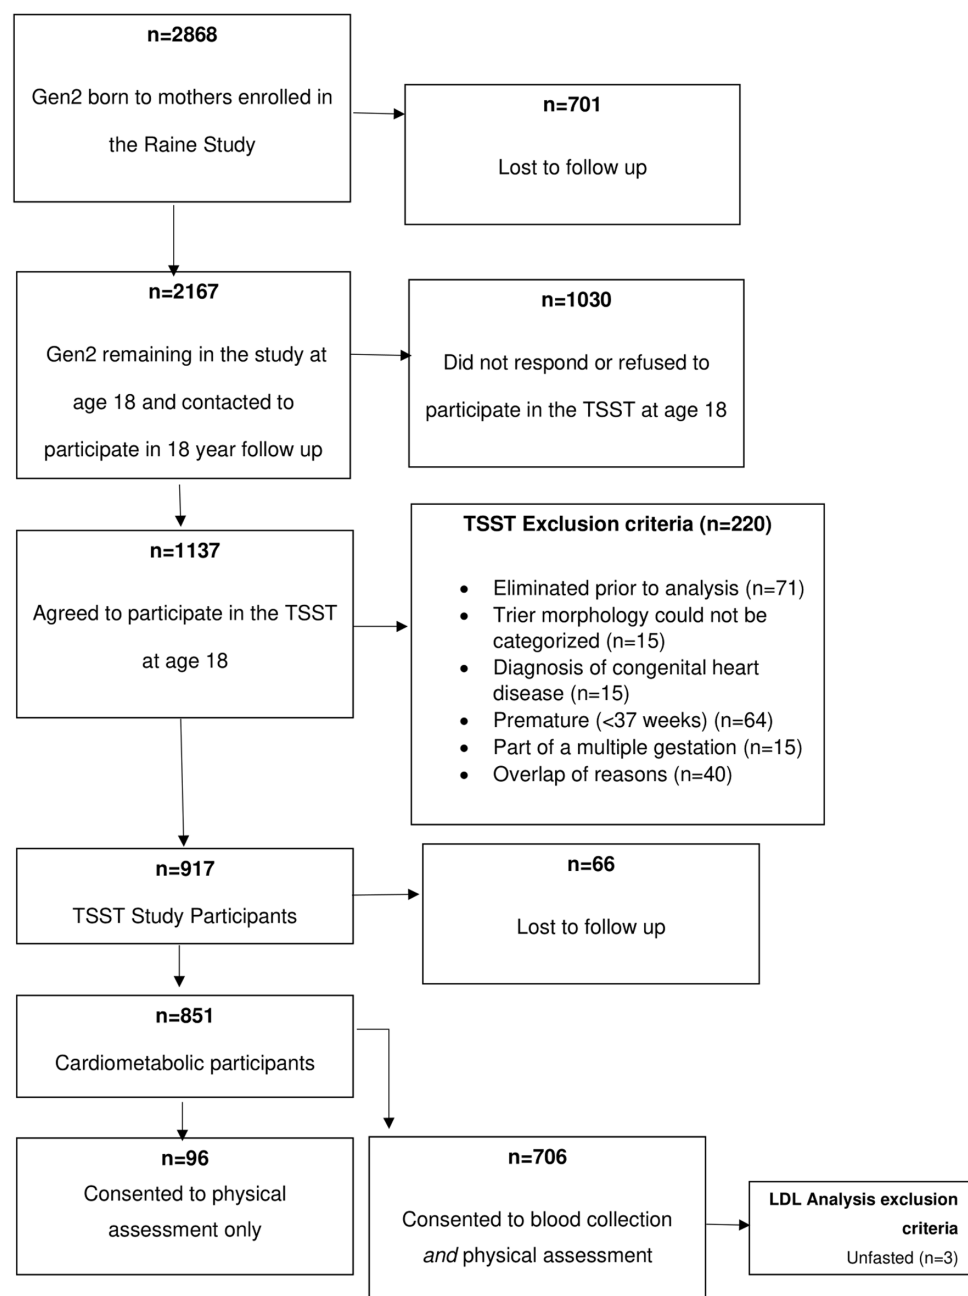 n=2868
Gen2 born to mothers enrolled in
the Raine Study
n=701
Lost to follow up
n=2167
Gen2 remaining in the study at
age 18 and contacted to
participate in 18 year follow up
n=1030
Did not respond or refused to
participate in the TSST at age 18
n=1137
Agreed to participate in the TSST
at age 18
TSST Exclusion criteria (n=220)
• Eliminated prior to analysis (n=71)
• Trier morphology could not be
categorized (n=15)
• Diagnosis of congenital heart
disease (n=15)
• Premature (<37 weeks) (n=64)
• Part of a multiple gestation (n=15)
• Overlap of reasons (n=40)
n=917
TSST Study Participants
n=66
Lost to follow up
n=851
Cardiometabolic participants
n=96
Consented to physical
assessment only
n=706
Consented to blood collection
and physical assessment
LDL Analysis exclusion
criteria
Unfasted (n=3)